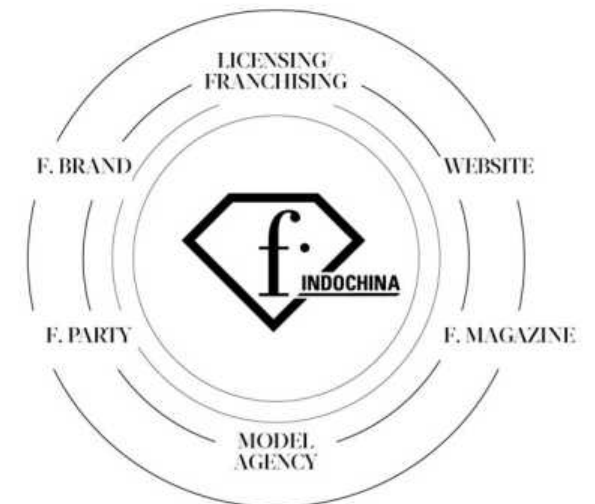 LICENSING/
FRANCHISING
F. BRAND
WEBSITE
f.
INDOCHINA
F. PARTY
F. MAGAZINE
MODEL
AGENCY